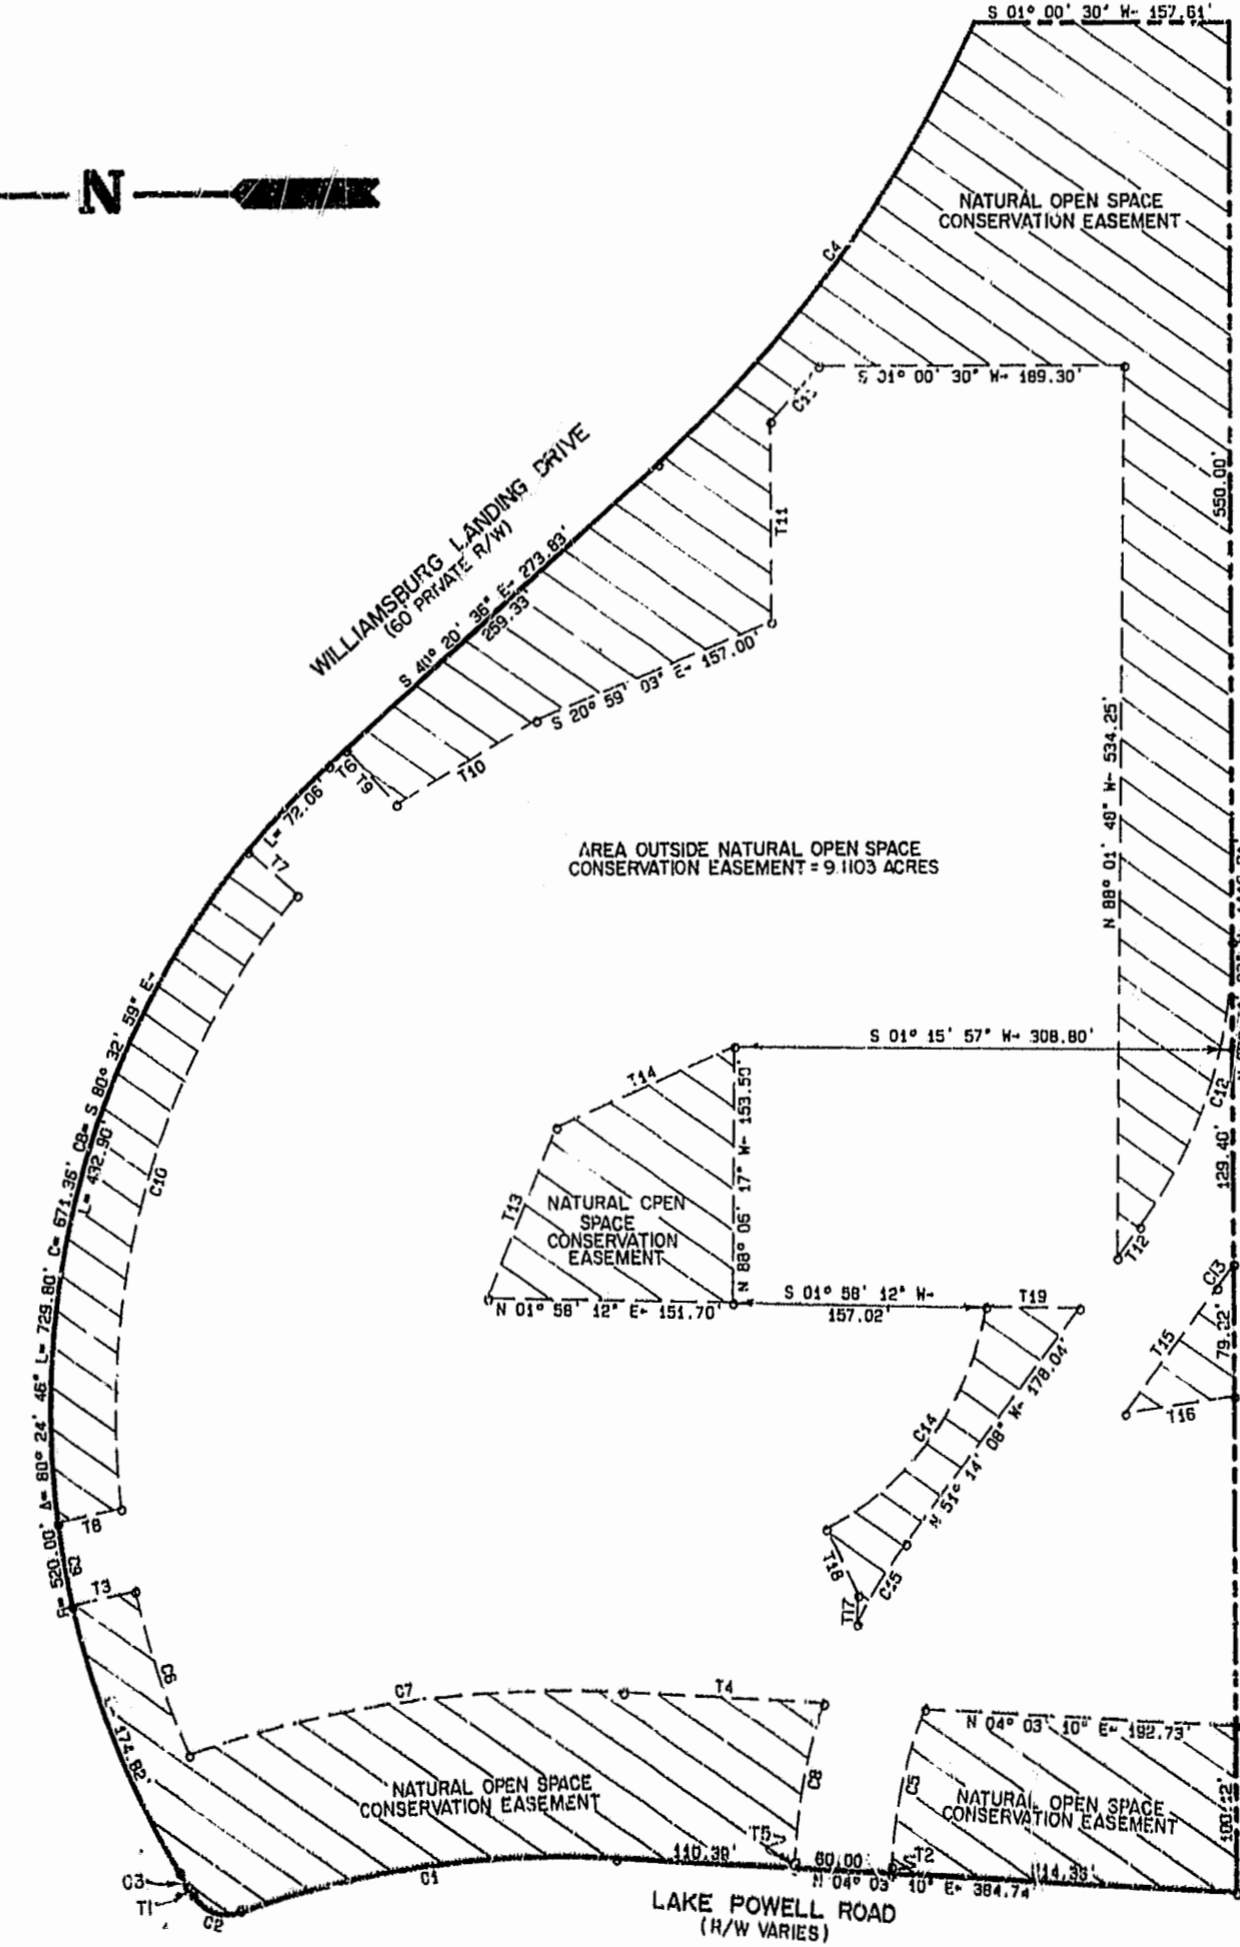 S 01° 00' 30" W- 157.61'
N
NATURAL OPEN SPACE
CONSERVATION EASEMENT
C4
S 01° 00' 30" W- 189.30'
C11
WILLIAMSBURG LANDING DRIVE
(60' PRIVATE R/W)
T11
550.00'
S 40° 20' 36" E- 273.83'
259.33'
S 20° 59' 03" E- 157.00'
T6
T9
T10
L= 72.06'
T7
N 88° 01' 48" W- 534.25'
AREA OUTSIDE NATURAL OPEN SPACE
CONSERVATION EASEMENT = 9.1103 ACRES
R= 520.00' Δ= 80° 24' 46" L= 729.80' C= 671.36' CB= S 80° 32' 59" E-
L= 432.90'
C10
S 01° 15' 57" W- 308.80'
T14
C12
129.40'
N 88° 05' 17" W- 153.50'
T13
NATURAL OPEN
SPACE
CONSERVATION
EASEMENT
T12
N 01° 58' 12" E- 151.70'
S 01° 58' 12" W-
157.02'
T19
C13
79.22'
T15
T16
C14
N 51° 14' 08" W- 178.04'
T8
T18
C15
T17
T3
C6
C7
T4
L= 174.82'
N 04° 03' 10" E- 192.73'
C5
100.22'
NATURAL OPEN SPACE
CONSERVATION EASEMENT
NATURAL OPEN SPACE
CONSERVATION EASEMENT
T5
T2
110.39'
60.00'
114.36'
C3
T1
C2
C1
N 04° 03' 10" E- 384.74'
LAKE POWELL ROAD
(R/W VARIES)